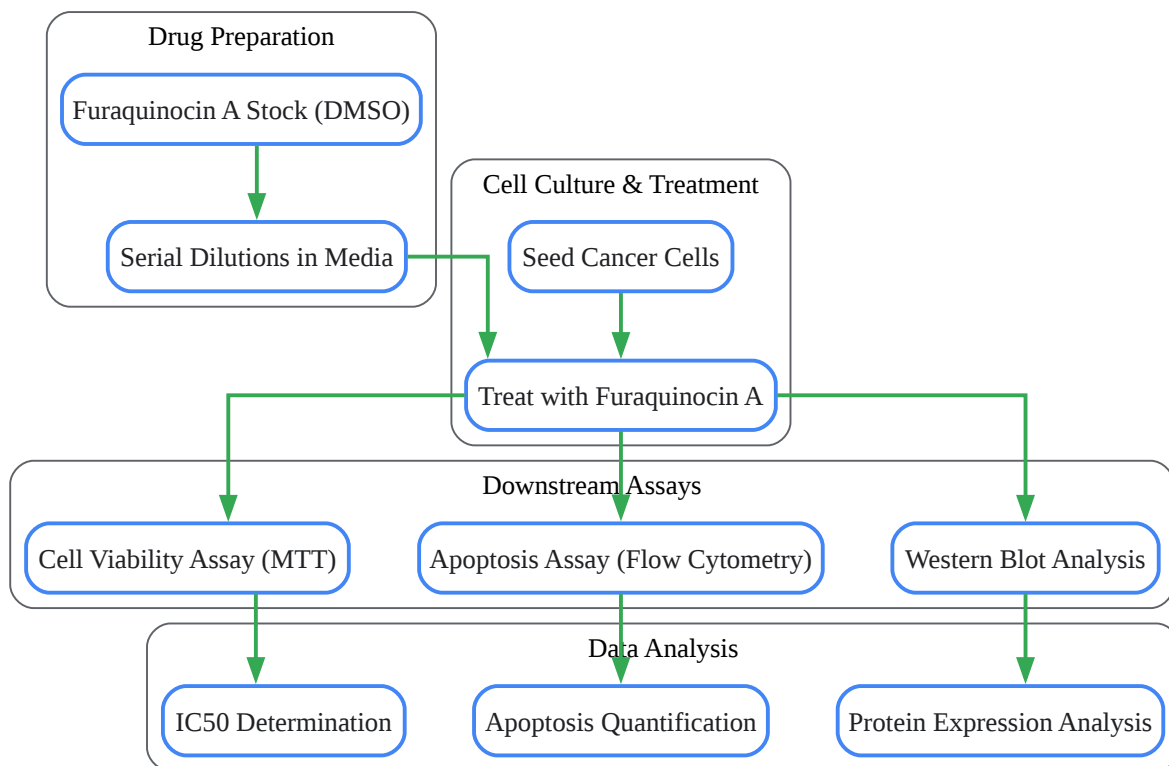 Drug Preparation
Furaquinocin A Stock (DMSO)
Serial Dilutions in Media
Cell Culture & Treatment
Seed Cancer Cells
Treat with Furaquinocin A
Downstream Assays
Cell Viability Assay (MTT)
Apoptosis Assay (Flow Cytometry)
Western Blot Analysis
Data Analysis
IC50 Determination
Apoptosis Quantification
Protein Expression Analysis